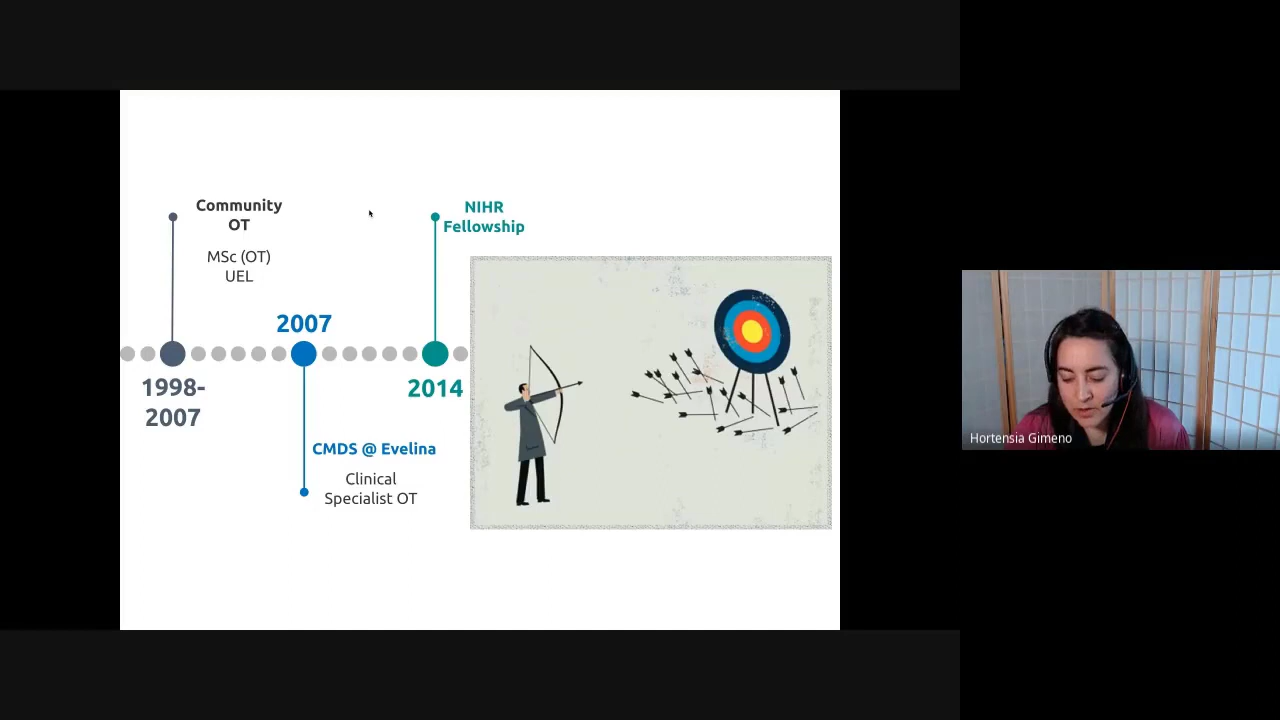 Community
OT
MSc (OT)
UEL
1998-
2007
2007
CMDS @ Evelina
Clinical
Specialist OT
NIHR
Fellowship
2014
Hortensia Gimeno